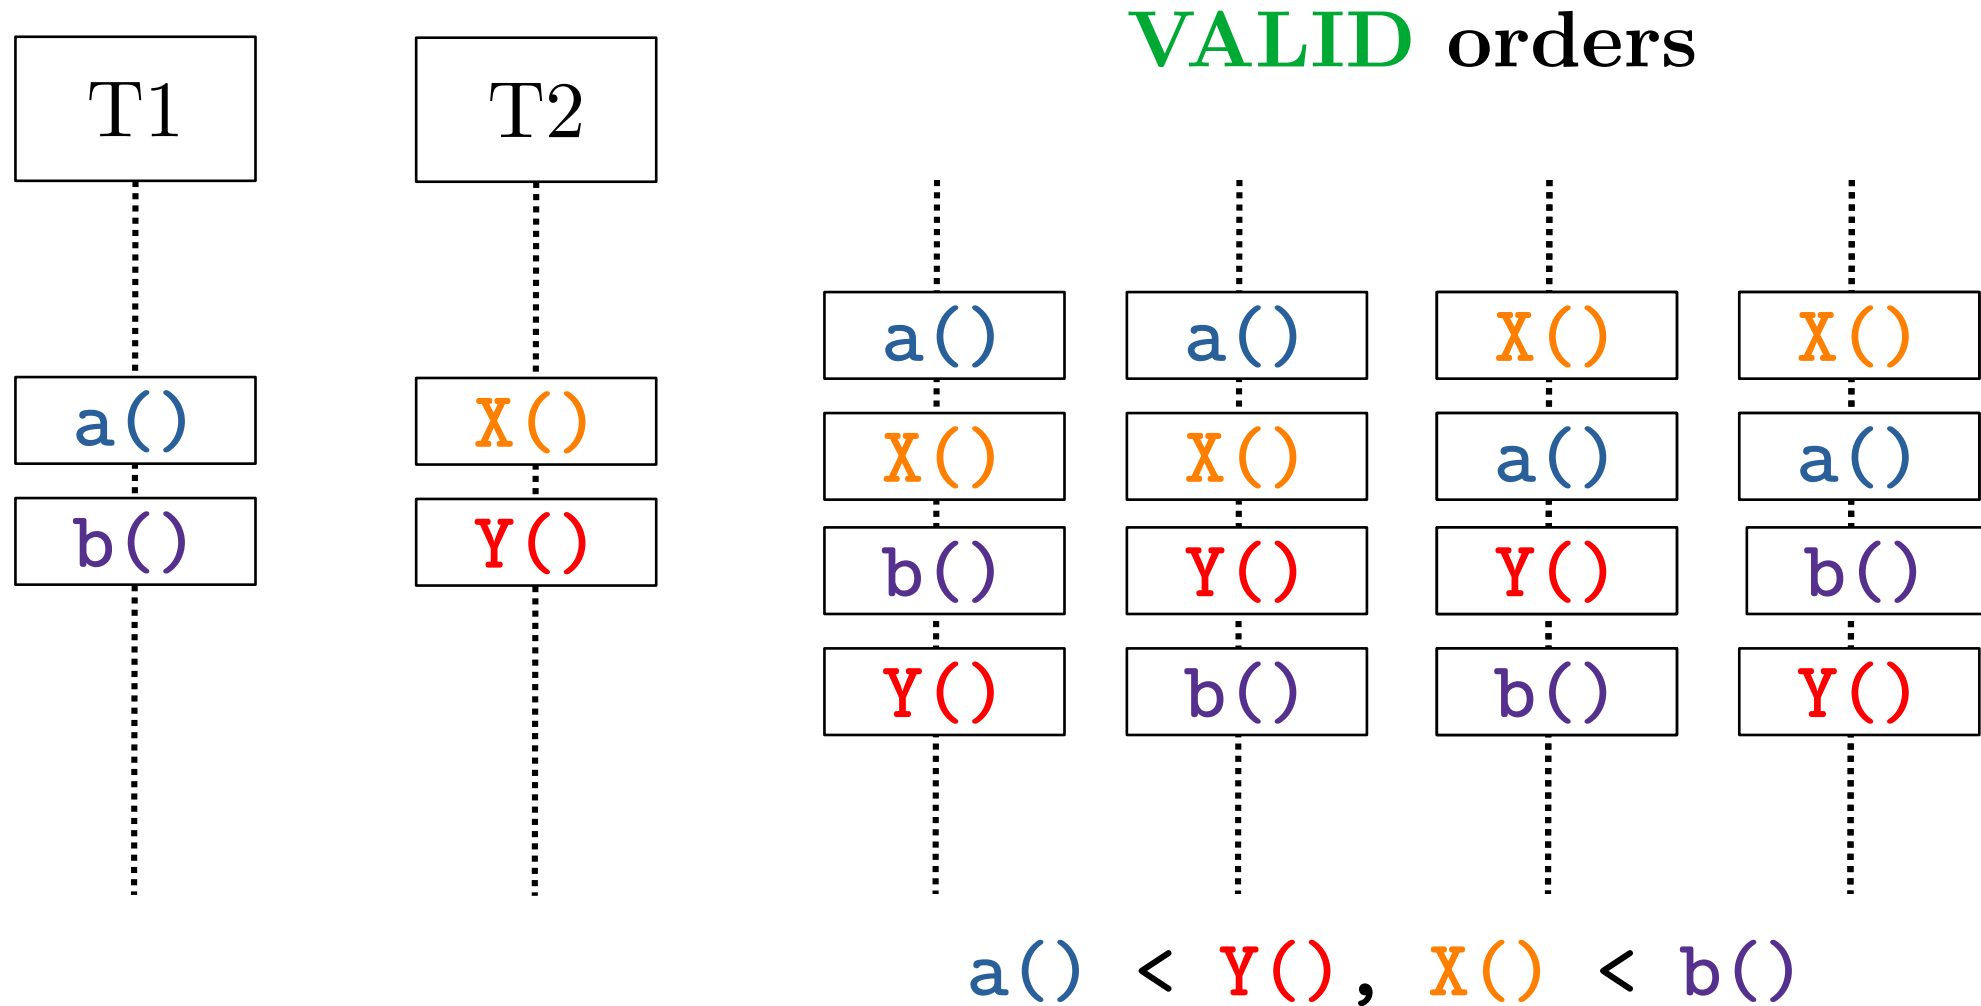 VALID orders
T1
T2
a()
b()
X()
Y()
a()
X()
b()
Y()
a()
X()
Y()
b()
X()
a()
Y()
b()
X()
a()
b()
Y()
a() < Y(), X() < b()